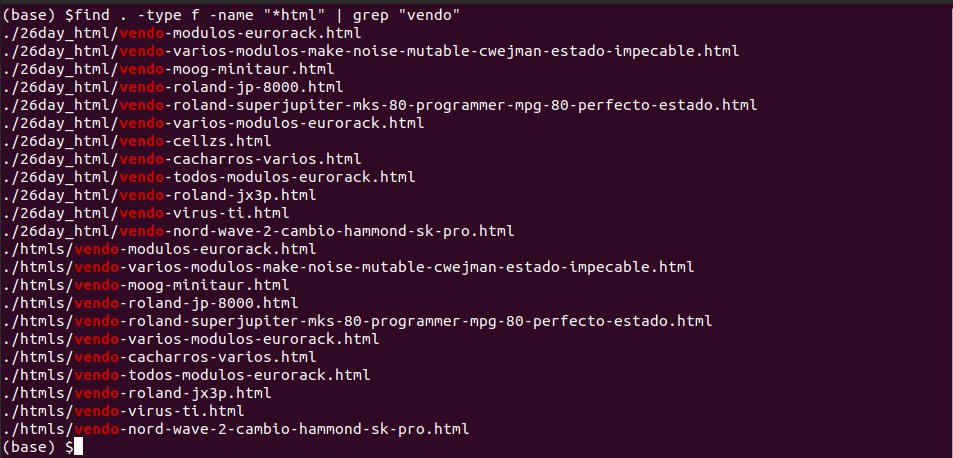 (base) $find . -type f -name "*html" | grep "vendo"
./26day_html/vendo-modulos-eurorack.html
./26day_html/vendo-varios-modulos-make-noise-mutable-cwejman-estado-impecable.html
./26day_html/vendo-moog-minitaur.html
./26day_html/vendo-roland-jp-8000.html
./26day_html/vendo-roland-superjupiter-mks-80-programmer-mpg-80-perfecto-estado.html
./26day_html/vendo-varios-modulos-eurorack.html
./26day_html/vendo-cellzs.html
./26day_html/vendo-cacharros-varios.html
./26day_html/vendo-todos-modulos-eurorack.html
./26day_html/vendo-roland-jx3p.html
./26day_html/vendo-virus-ti.html
./26day_html/vendo-nord-wave-2-cambio-hammond-sk-pro.html
./htmls/vendo-modulos-eurorack.html
./htmls/vendo-varios-modulos-make-noise-mutable-cwejman-estado-impecable.html
./htmls/vendo-moog-minitaur.html
./htmls/vendo-roland-jp-8000.html
./htmls/vendo-roland-superjupiter-mks-80-programmer-mpg-80-perfecto-estado.html
./htmls/vendo-varios-modulos-eurorack.html
./htmls/vendo-cacharros-varios.html
./htmls/vendo-todos-modulos-eurorack.html
./htmls/vendo-roland-jx3p.html
./htmls/vendo-virus-ti.html
./htmls/vendo-nord-wave-2-cambio-hammond-sk-pro.html
(base) $